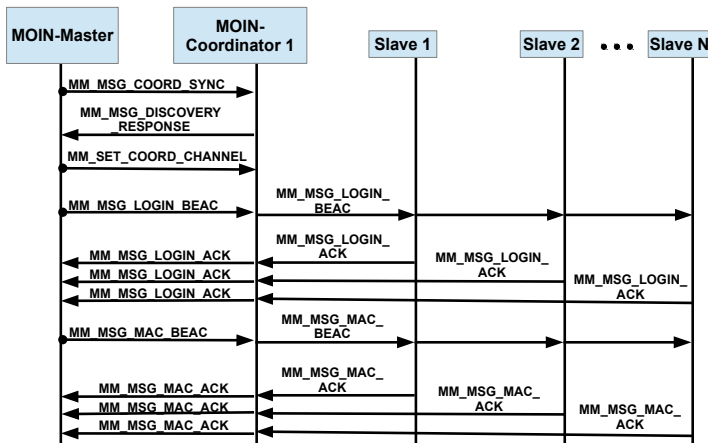 MOIN-Master
MOIN-
Coordinator 1
Slave 1
Slave 2
Slave N
MM_MSG_COORD_SYNC
MM_MSG_DISCOVERY
_RESPONSE
MM_SET_COORD_CHANNEL
MM_MSG_LOGIN_BEAC
MM_MSG_LOGIN_
BEAC
MM_MSG_LOGIN_ACK
MM_MSG_LOGIN_
ACK
MM_MSG_LOGIN_ACK
MM_MSG_LOGIN_
ACK
MM_MSG_LOGIN_ACK
MM_MSG_LOGIN_
ACK
MM_MSG_MAC_BEAC
MM_MSG_MAC_
BEAC
MM_MSG_MAC_ACK
MM_MSG_MAC_
ACK
MM_MSG_MAC_ACK
MM_MSG_MAC_
ACK
MM_MSG_MAC_ACK
MM_MSG_MAC_
ACK